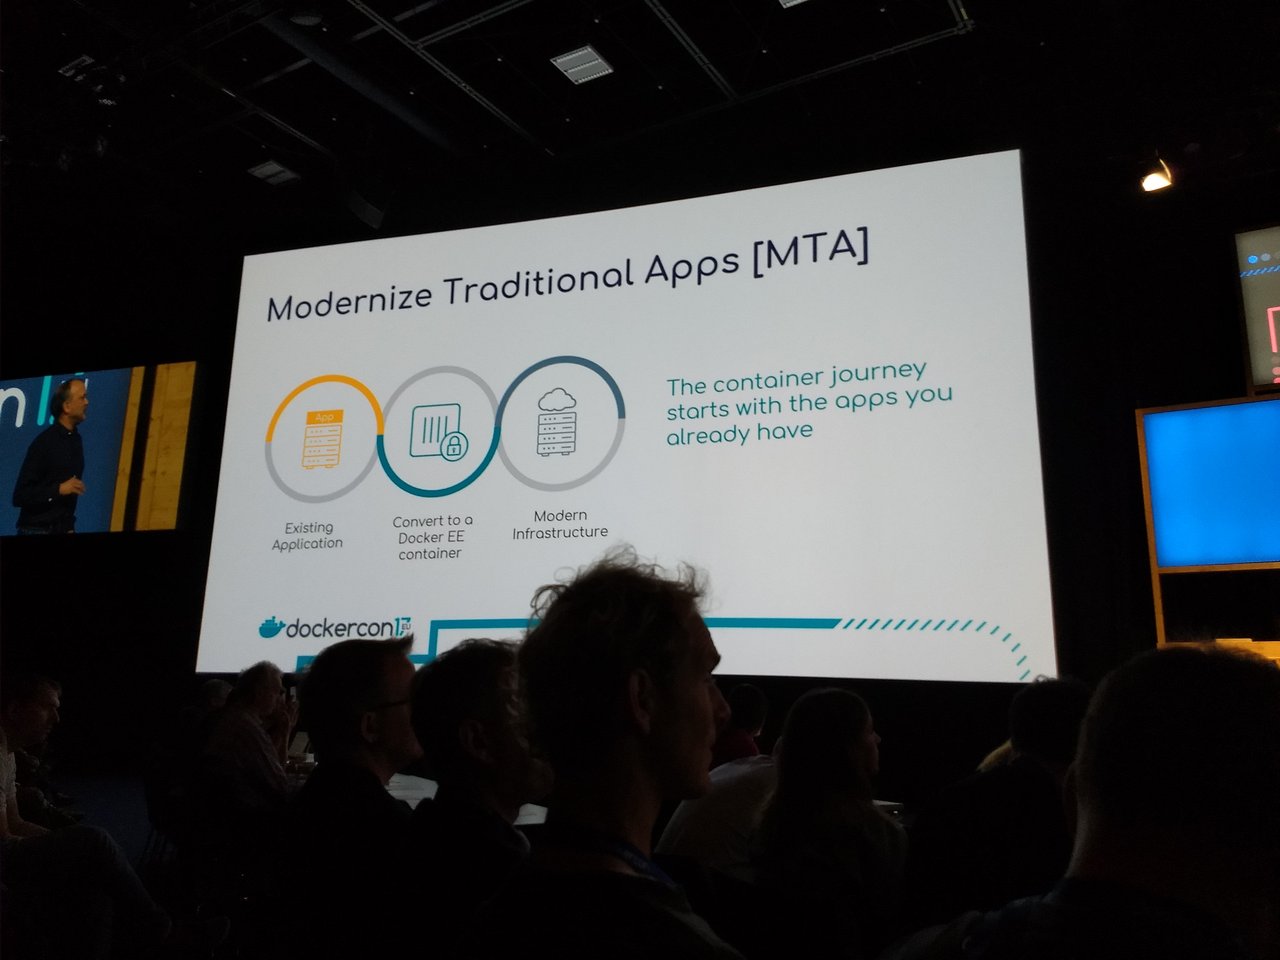 Modernize Traditional Apps [MTA]
App
Existing
Application
Convert to a
Docker EE
container
Modern
Infrastructure
The container journey
starts with the apps you
already have
dockercon17
EU
n1